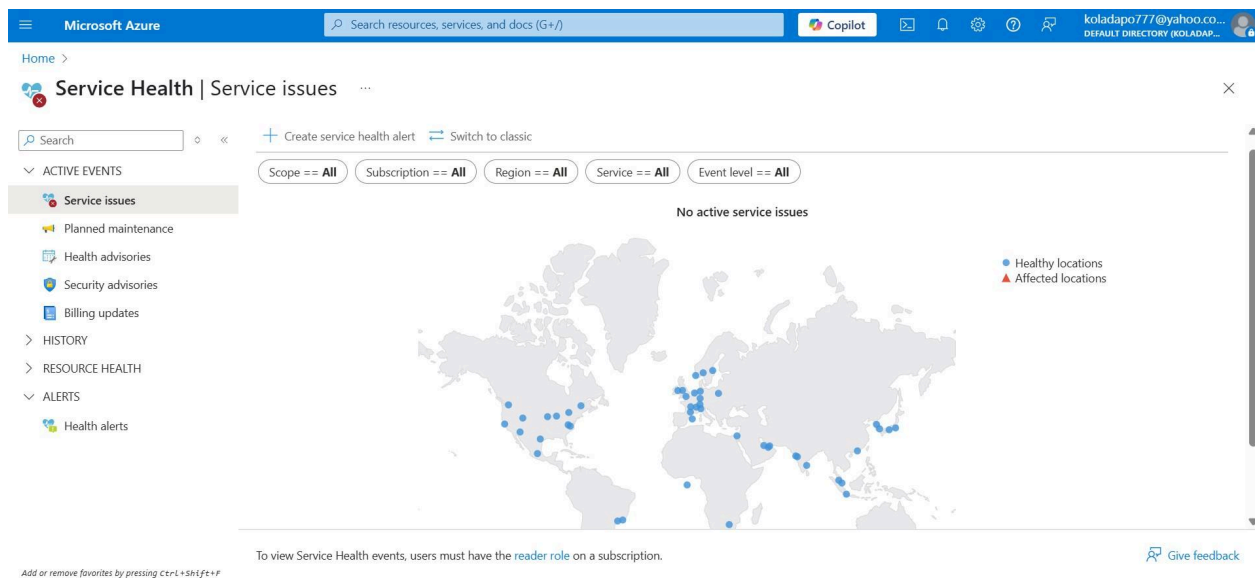 Microsoft Azure
Search resources, services, and docs (G+/)
Copilot
koladapo777@yahoo.co...
DEFAULT DIRECTORY (KOLADAP...
Home >
Service Health | Service issues ...
Search
Create service health alert
Switch to classic
ACTIVE EVENTS
Scope == All
Subscription == All
Region == All
Service == All
Event level == All
Service issues
Planned maintenance
Health advisories
Security advisories
Billing updates
HISTORY
RESOURCE HEALTH
ALERTS
Health alerts
No active service issues
Healthy locations
Affected locations
To view Service Health events, users must have the reader role on a subscription.
Give feedback
Add or remove favorites by pressing Ctrl+Shift+F